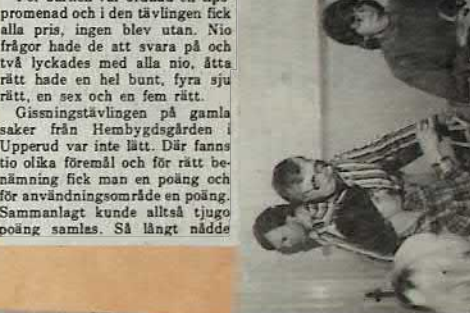 promenad och i den tävlingen fick
alla pris, ingen blev utan. Nio
frågor hade de att svara på och
två lyckades med alla nio, åtta
rätt hade en hel bunt, fyra sju
rätt, en sex och en fem rätt.
Gissningstävlingen på gamla
saker från Hembygdsgården i
Upperud var inte lätt. Där fanns
tio olika föremål och för rätt be-
nämning fick man en poäng och
för användningsområde en poäng.
Sammanlagt kunde alltså tjugo
poäng samlas. Så långt nådde